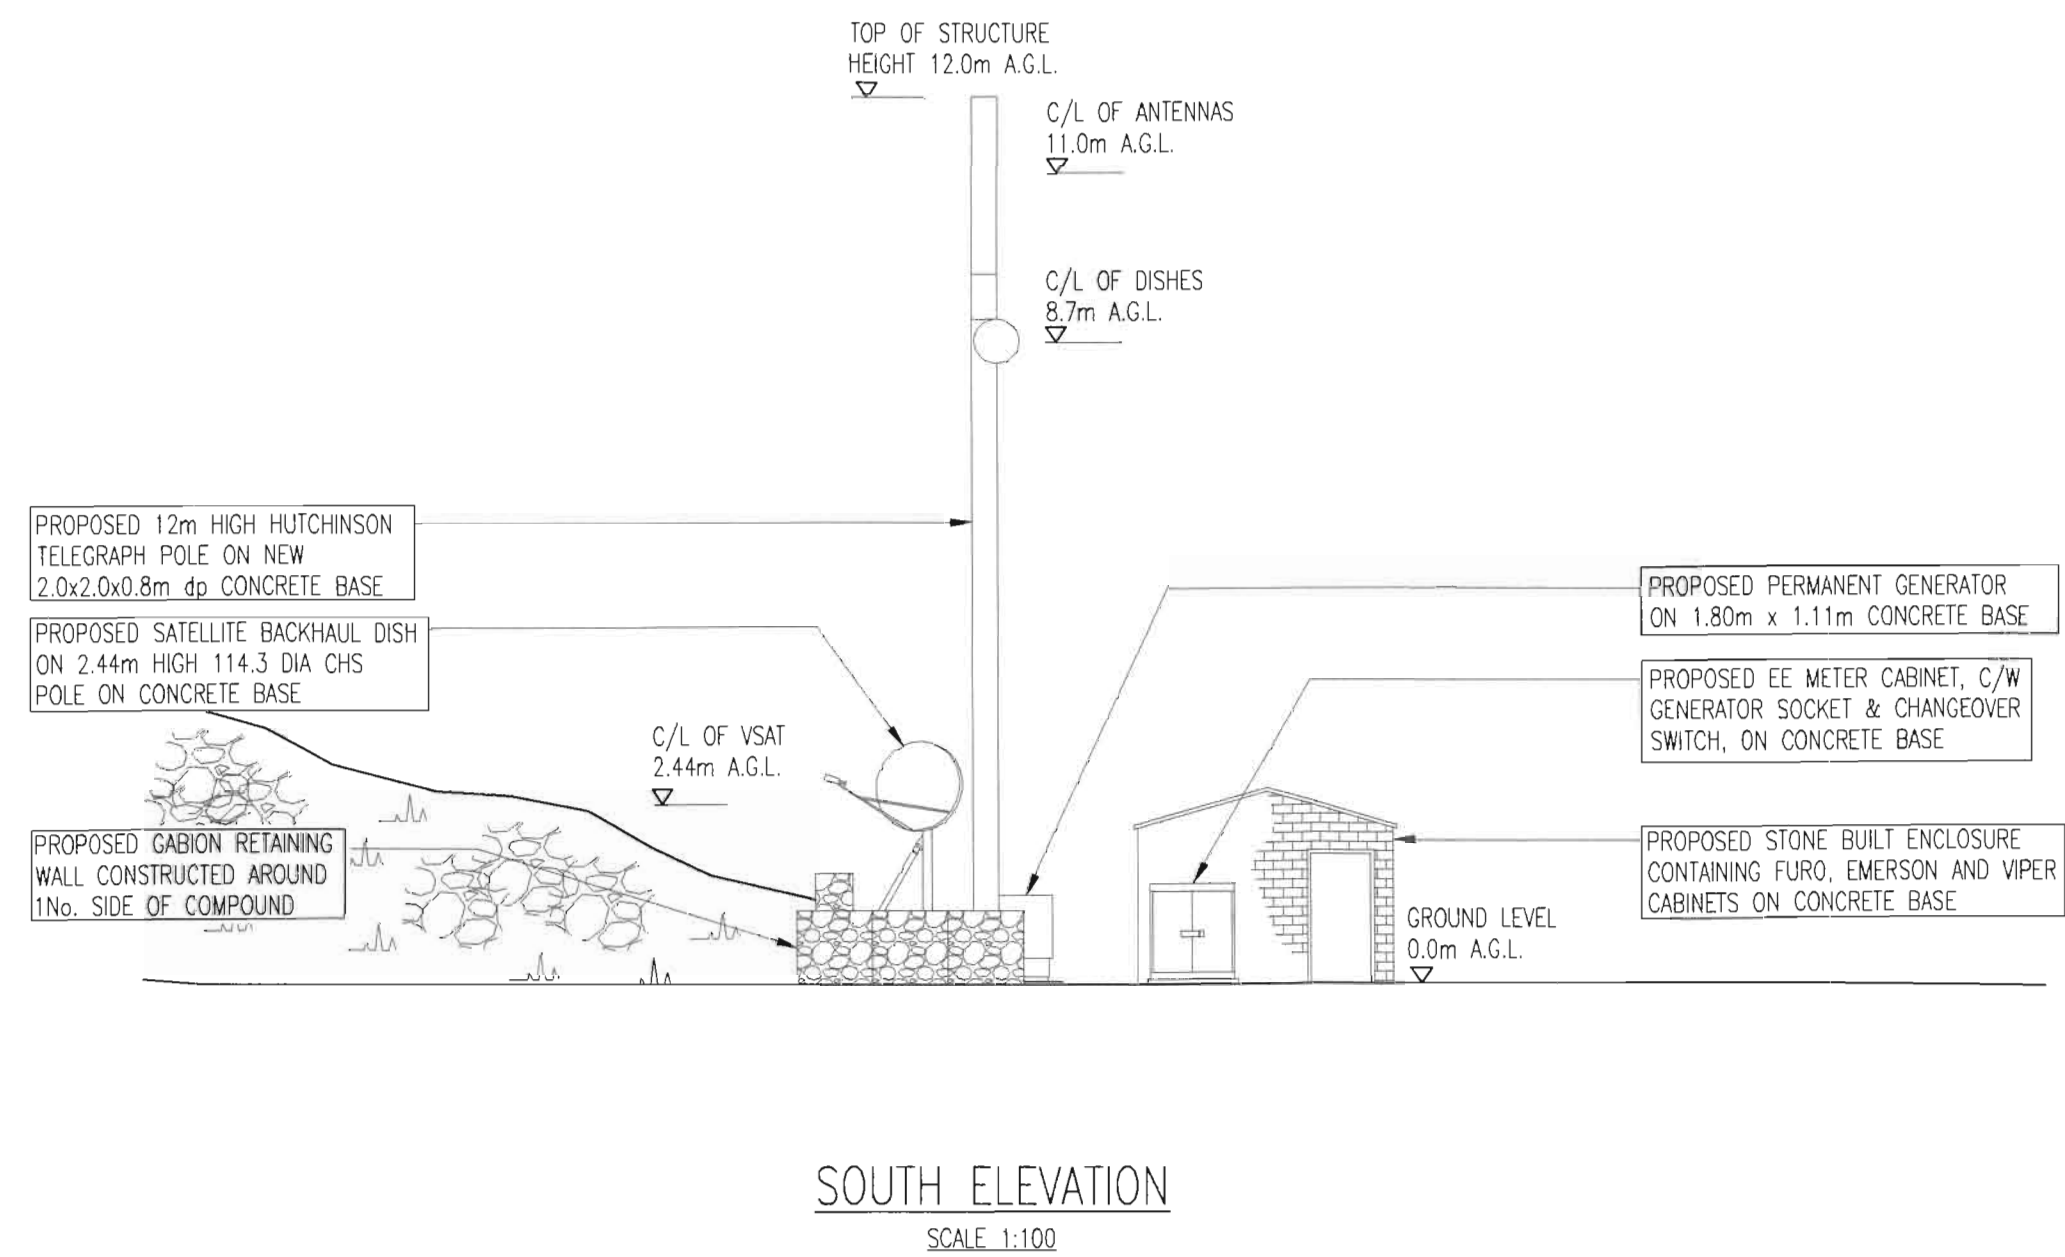 TOP OF STRUCTURE
HEIGHT 12.0m A.G.L.
C/L OF ANTENNAS
11.0m A.G.L.
C/L OF DISHES
8.7m A.G.L.
PROPOSED 12m HIGH HUTCHINSON
TELEGRAPH POLE ON NEW
2.0x2.0x0.8m dp CONCRETE BASE
PROPOSED SATELLITE BACKHAUL DISH
ON 2.44m HIGH 114.3 DIA CHS
POLE ON CONCRETE BASE
C/L OF VSAT
2.44m A.G.L.
PROPOSED GABION RETAINING
WALL CONSTRUCTED AROUND
1No. SIDE OF COMPOUND
PROPOSED PERMANENT GENERATOR
ON 1.80m x 1.11m CONCRETE BASE
PROPOSED EE METER CABINET, C/W
GENERATOR SOCKET & CHANGEOVER
SWITCH, ON CONCRETE BASE
PROPOSED STONE BUILT ENCLOSURE
CONTAINING FURO, EMERSON AND VIPER
CABINETS ON CONCRETE BASE
GROUND LEVEL
0.0m A.G.L.
SOUTH ELEVATION
SCALE 1:100